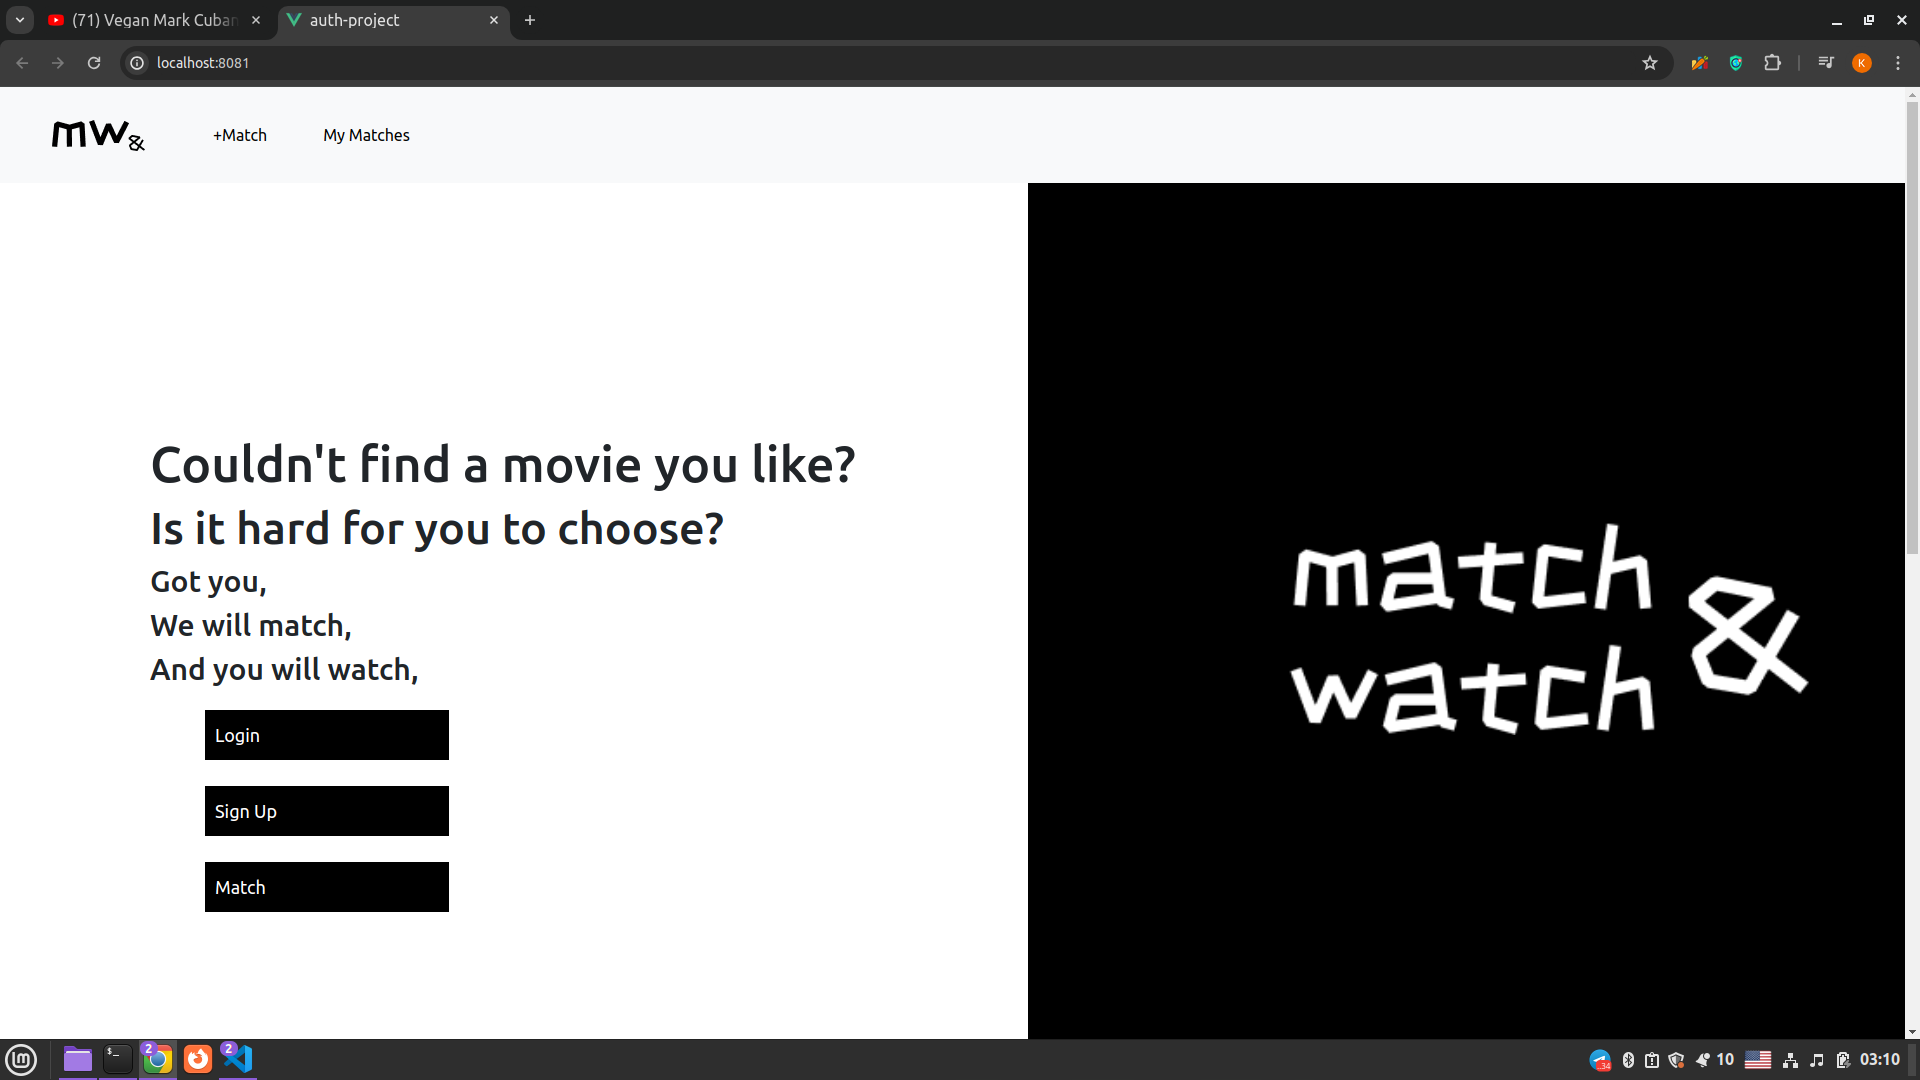 (71) Vegan Mark Cuban
auth-project
localhost:8081
K
mw&
+Match
My Matches
Couldn't find a movie you like?
Is it hard for you to choose?
Got you,
We will match,
And you will watch,
Login
Sign Up
Match
match
&
watch
$_
2
2
34
10
03:10